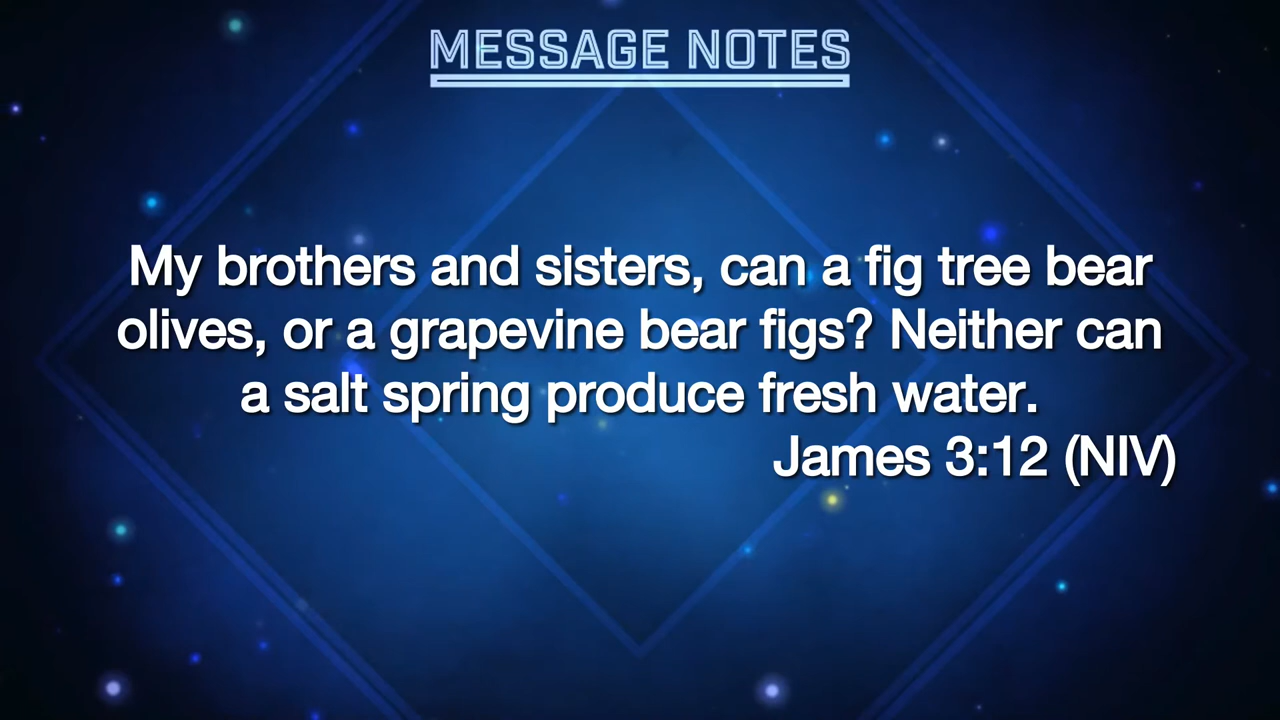 MESSAGE NOTES
My brothers and sisters, can a fig tree bear
olives, or a grapevine bear figs? Neither can
a salt spring produce fresh water.
James 3:12 (NIV)